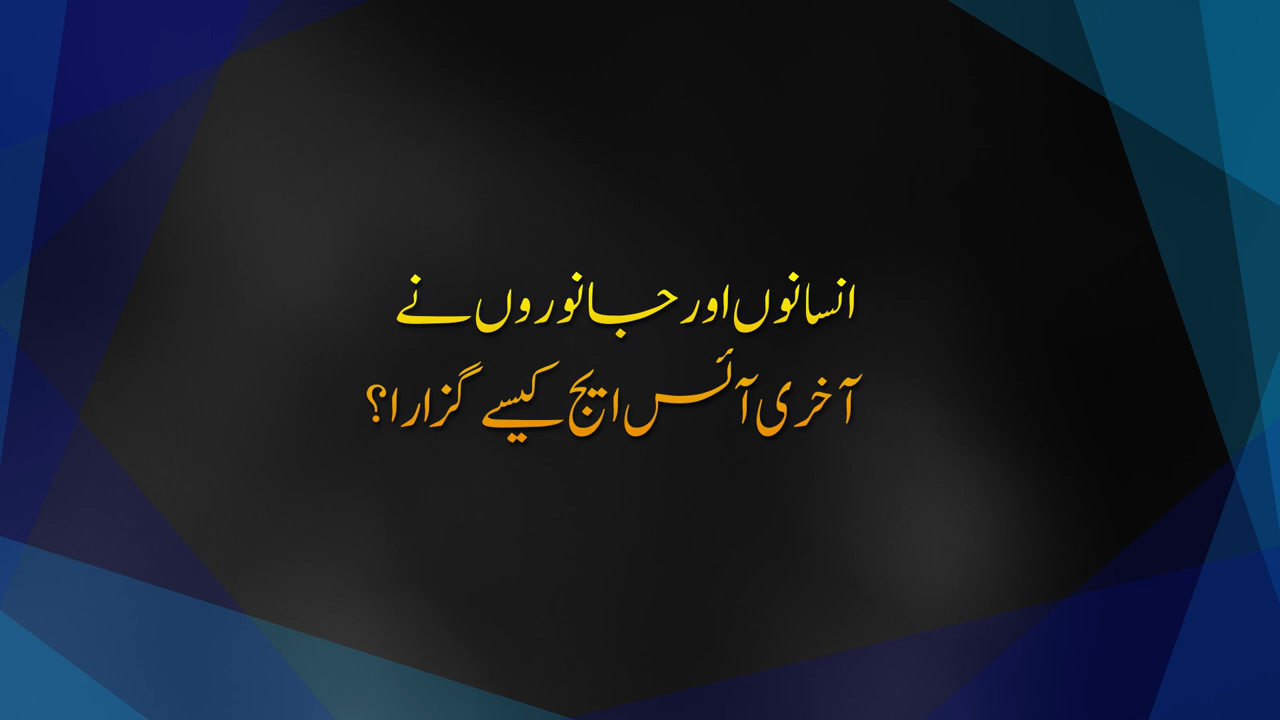 انسانوں اور جانوروں نے
آخری آئس ایج کیسے گزارا؟